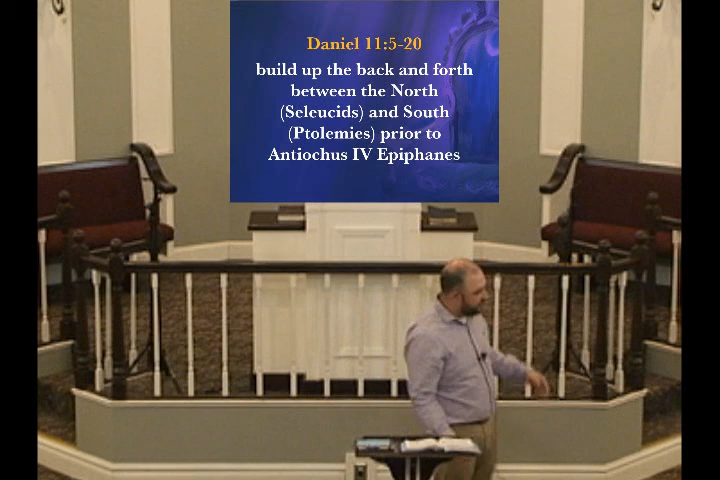 Daniel 11:5-20
build up the back and forth
between the North
(Seleucids) and South
(Ptolemies) prior to
Antiochus IV Epiphanes